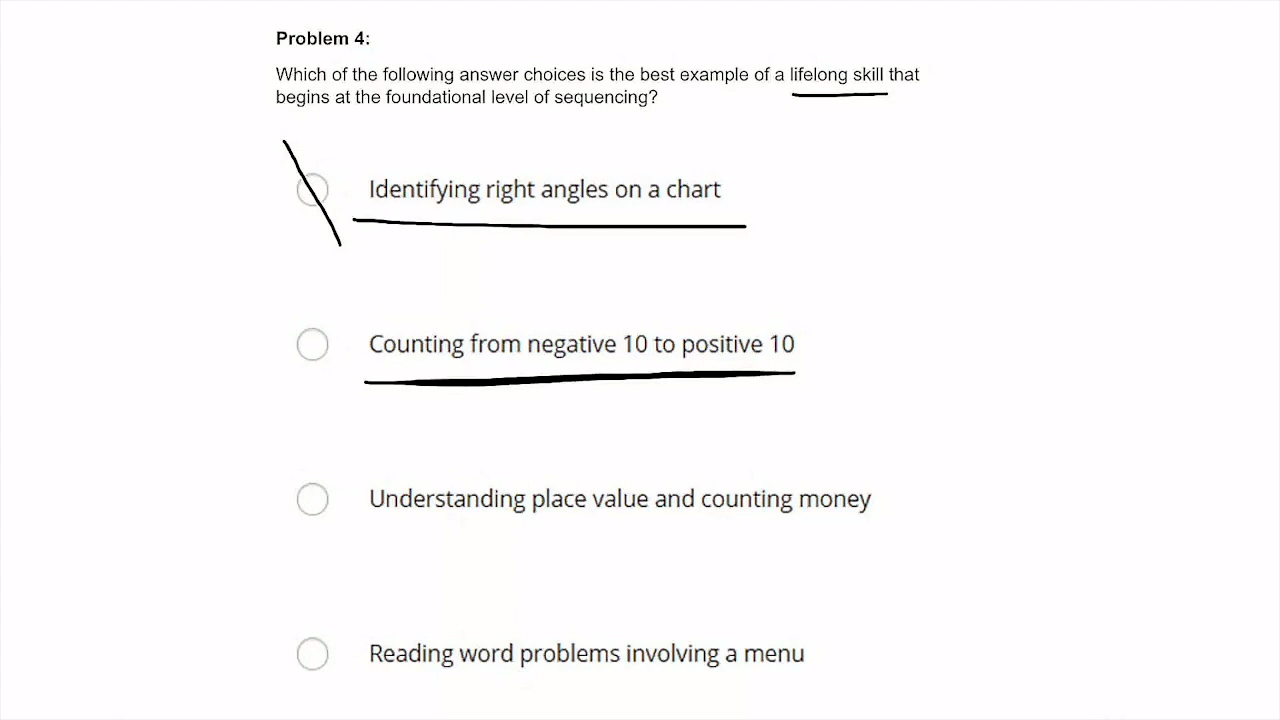 Problem 4:
Which of the following answer choices is the best example of a lifelong skill that
begins at the foundational level of sequencing?
Identifying right angles on a chart
Counting from negative 10 to positive 10
Understanding place value and counting money
Reading word problems involving a menu